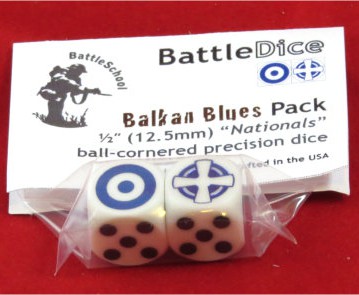 BattleSchool
BattleDice
Balkan Blues Pack
½" (12.5mm) "Nationals"
ball-cornered precision dice
in the USA